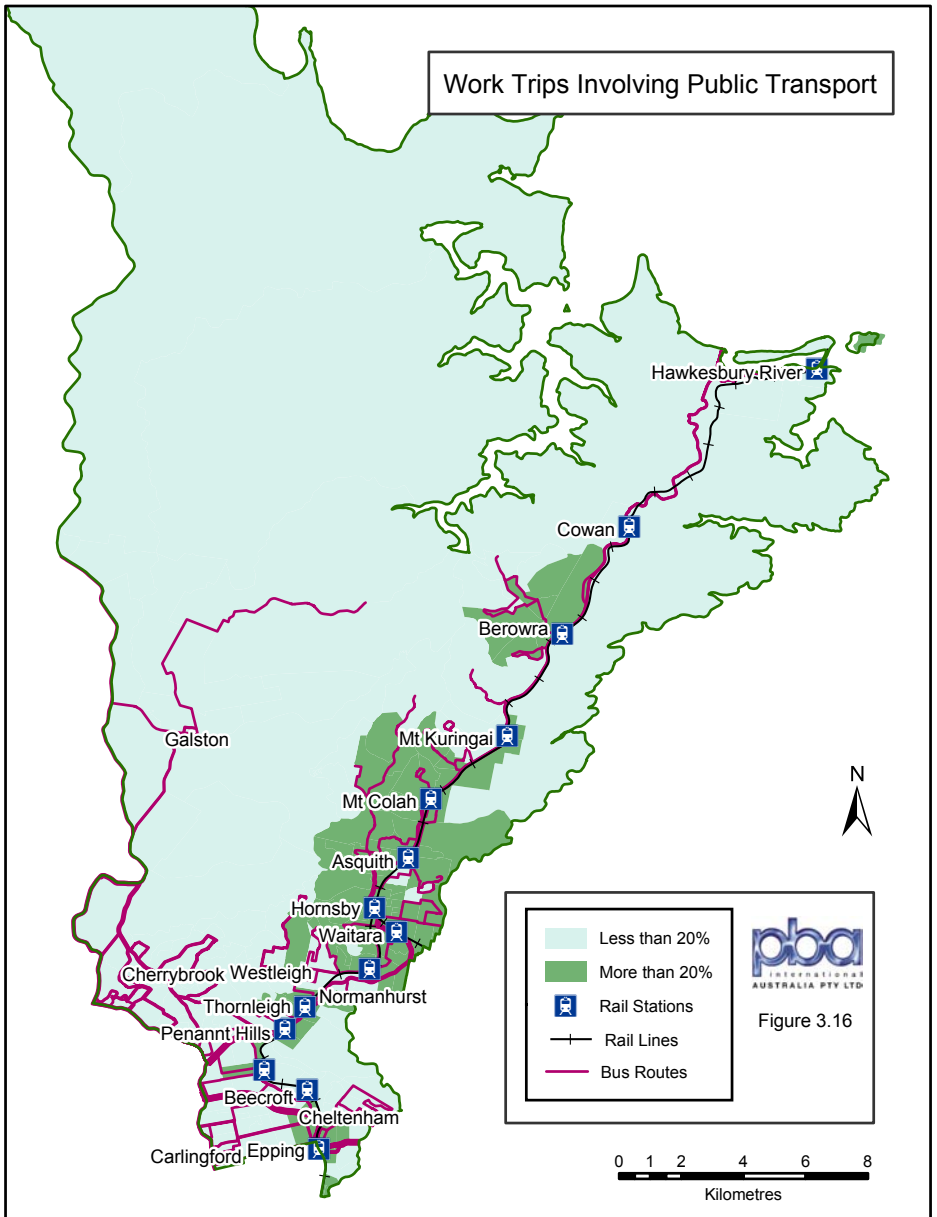 Work Trips Involving Public Transport
Hawkesbury River
Cowan
Berowra
Galston
Mt Kuringai
Mt Colah
Asquith
Hornsby
Waitara
Cherrybrook
Westleigh
Normanhurst
Thornleigh
Penannt Hills
Beecroft
Cheltenham
Carlingford
Epping
N
Less than 20%
More than 20%
Rail Stations
Rail Lines
Bus Routes
pba
international
AUSTRALIA PTY LTD
Figure 3.16
0 1 2 4 6 8
Kilometres